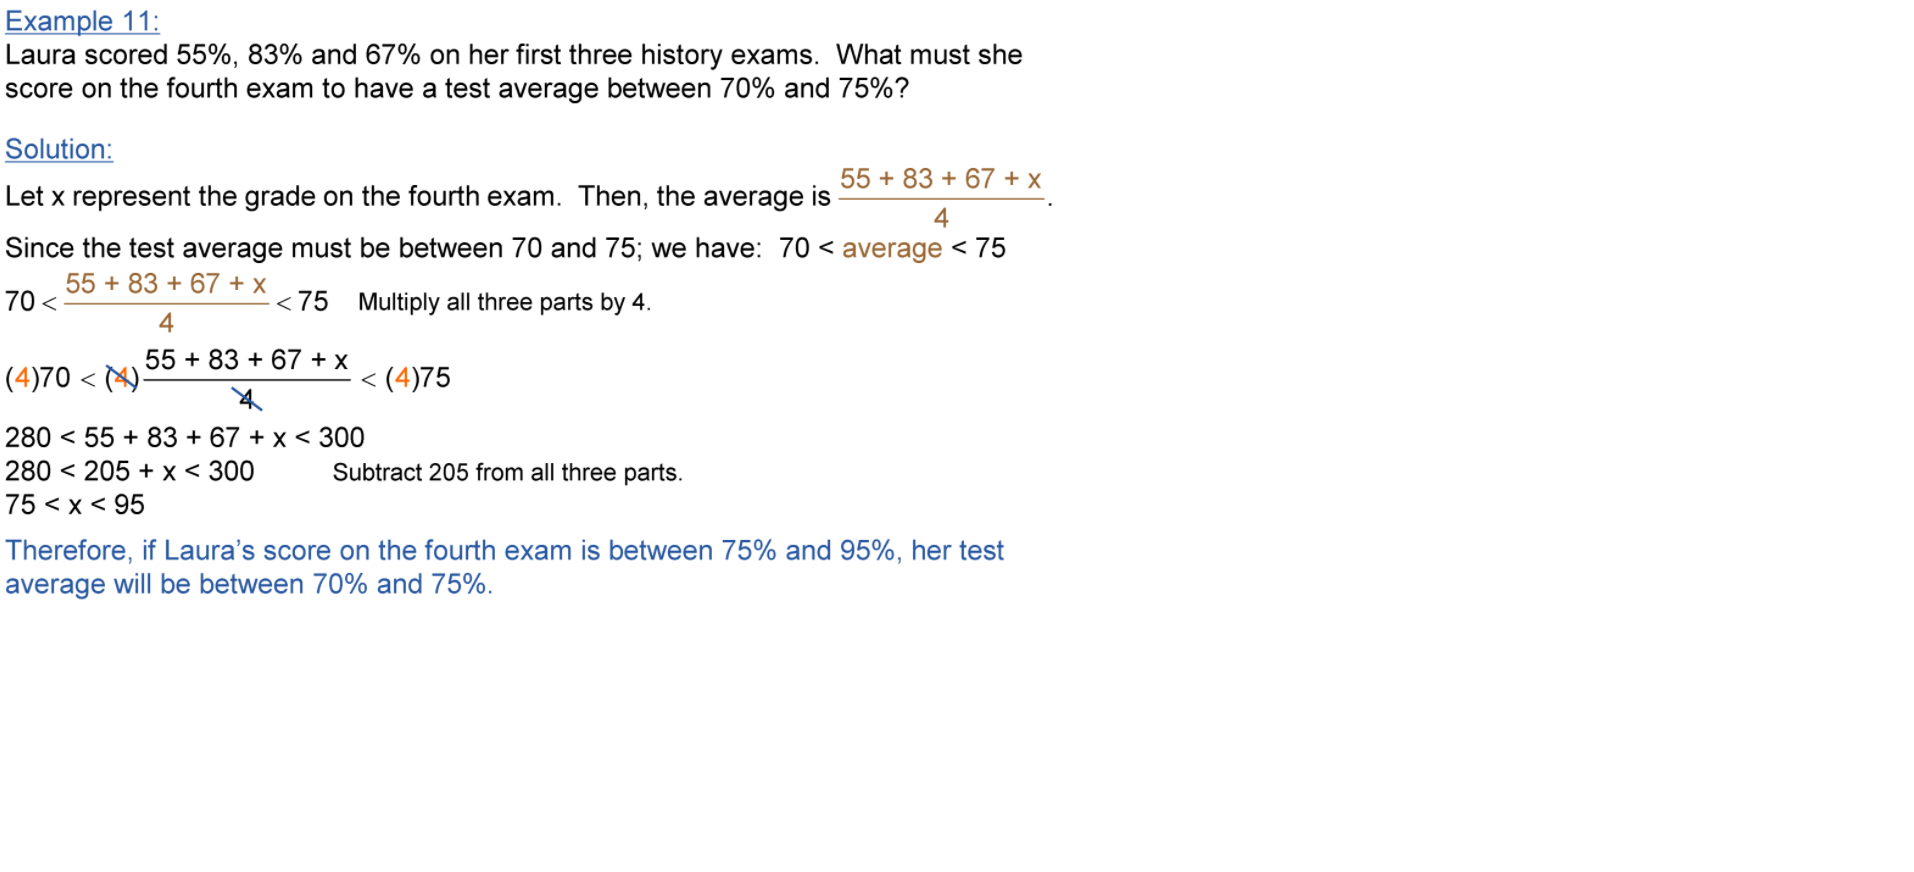 Example 11:
Laura scored 55%, 83% and 67% on her first three history exams.  What must she
score on the fourth exam to have a test average between 70% and 75%?
Solution:
Let x represent the grade on the fourth exam.  Then, the average is (55 + 83 + 67 + x)/4.
Since the test average must be between 70 and 75; we have:  70 < average < 75
70 < (55 + 83 + 67 + x)/4 < 75    Multiply all three parts by 4.
(4)70 < (4) (55 + 83 + 67 + x)/4 < (4)75
280 < 55 + 83 + 67 + x < 300
280 < 205 + x < 300    Subtract 205 from all three parts.
75 < x < 95
Therefore, if Laura’s score on the fourth exam is between 75% and 95%, her test
average will be between 70% and 75%.